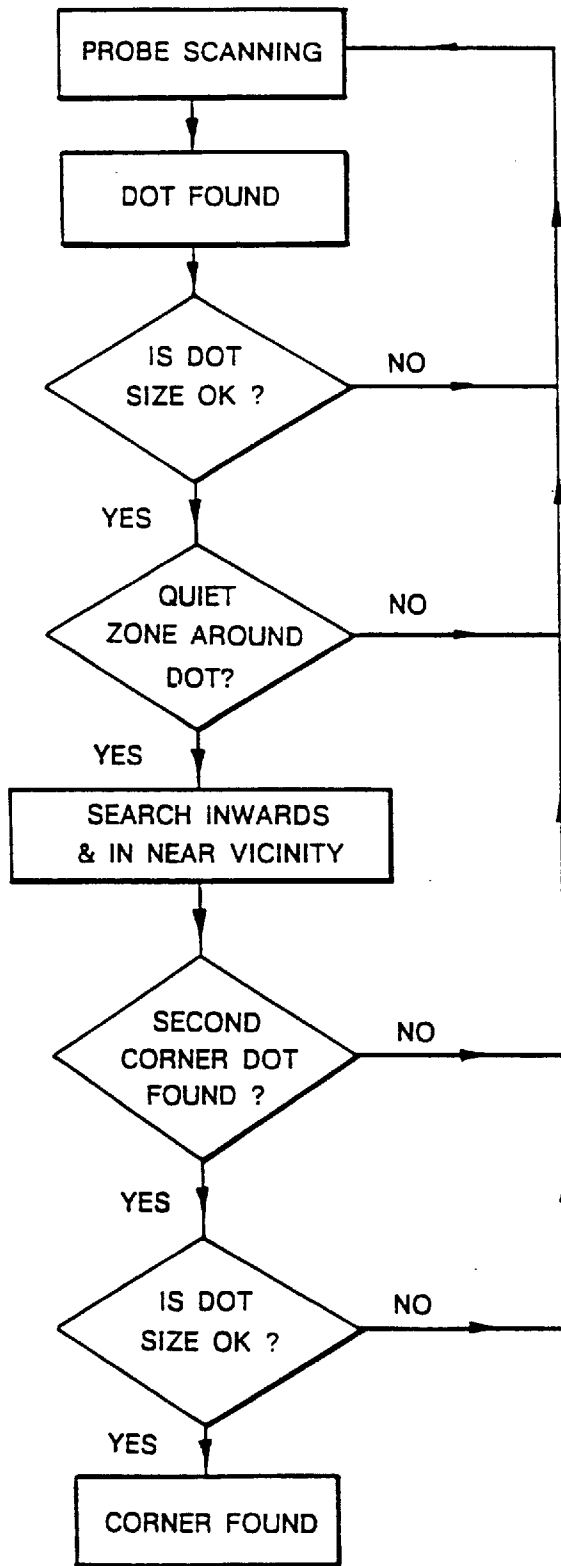 PROBE SCANNING
DOT FOUND
IS DOT
SIZE OK ?
NO
YES
QUIET
ZONE AROUND
DOT?
NO
YES
SEARCH INWARDS
& IN NEAR VICINITY
SECOND
CORNER DOT
FOUND ?
NO
YES
IS DOT
SIZE OK ?
NO
YES
CORNER FOUND